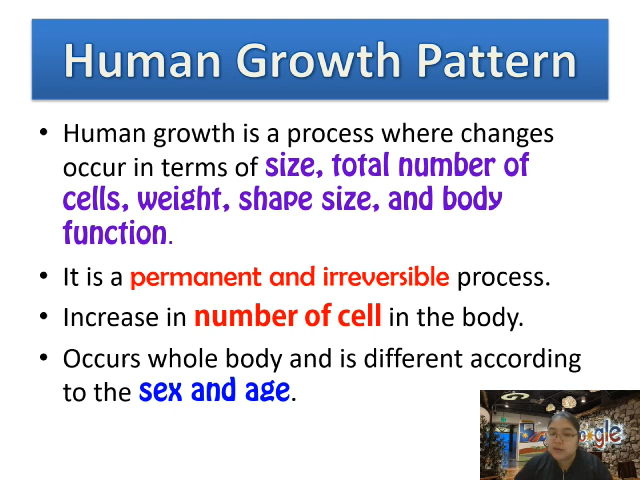 Human Growth Pattern
• Human growth is a process where changes
occur in terms of size, total number of
cells, weight, shape size, and body
function.
• It is a permanent and irreversible process.
• Increase in number of cell in the body.
• Occurs whole body and is different according
to the sex and age.